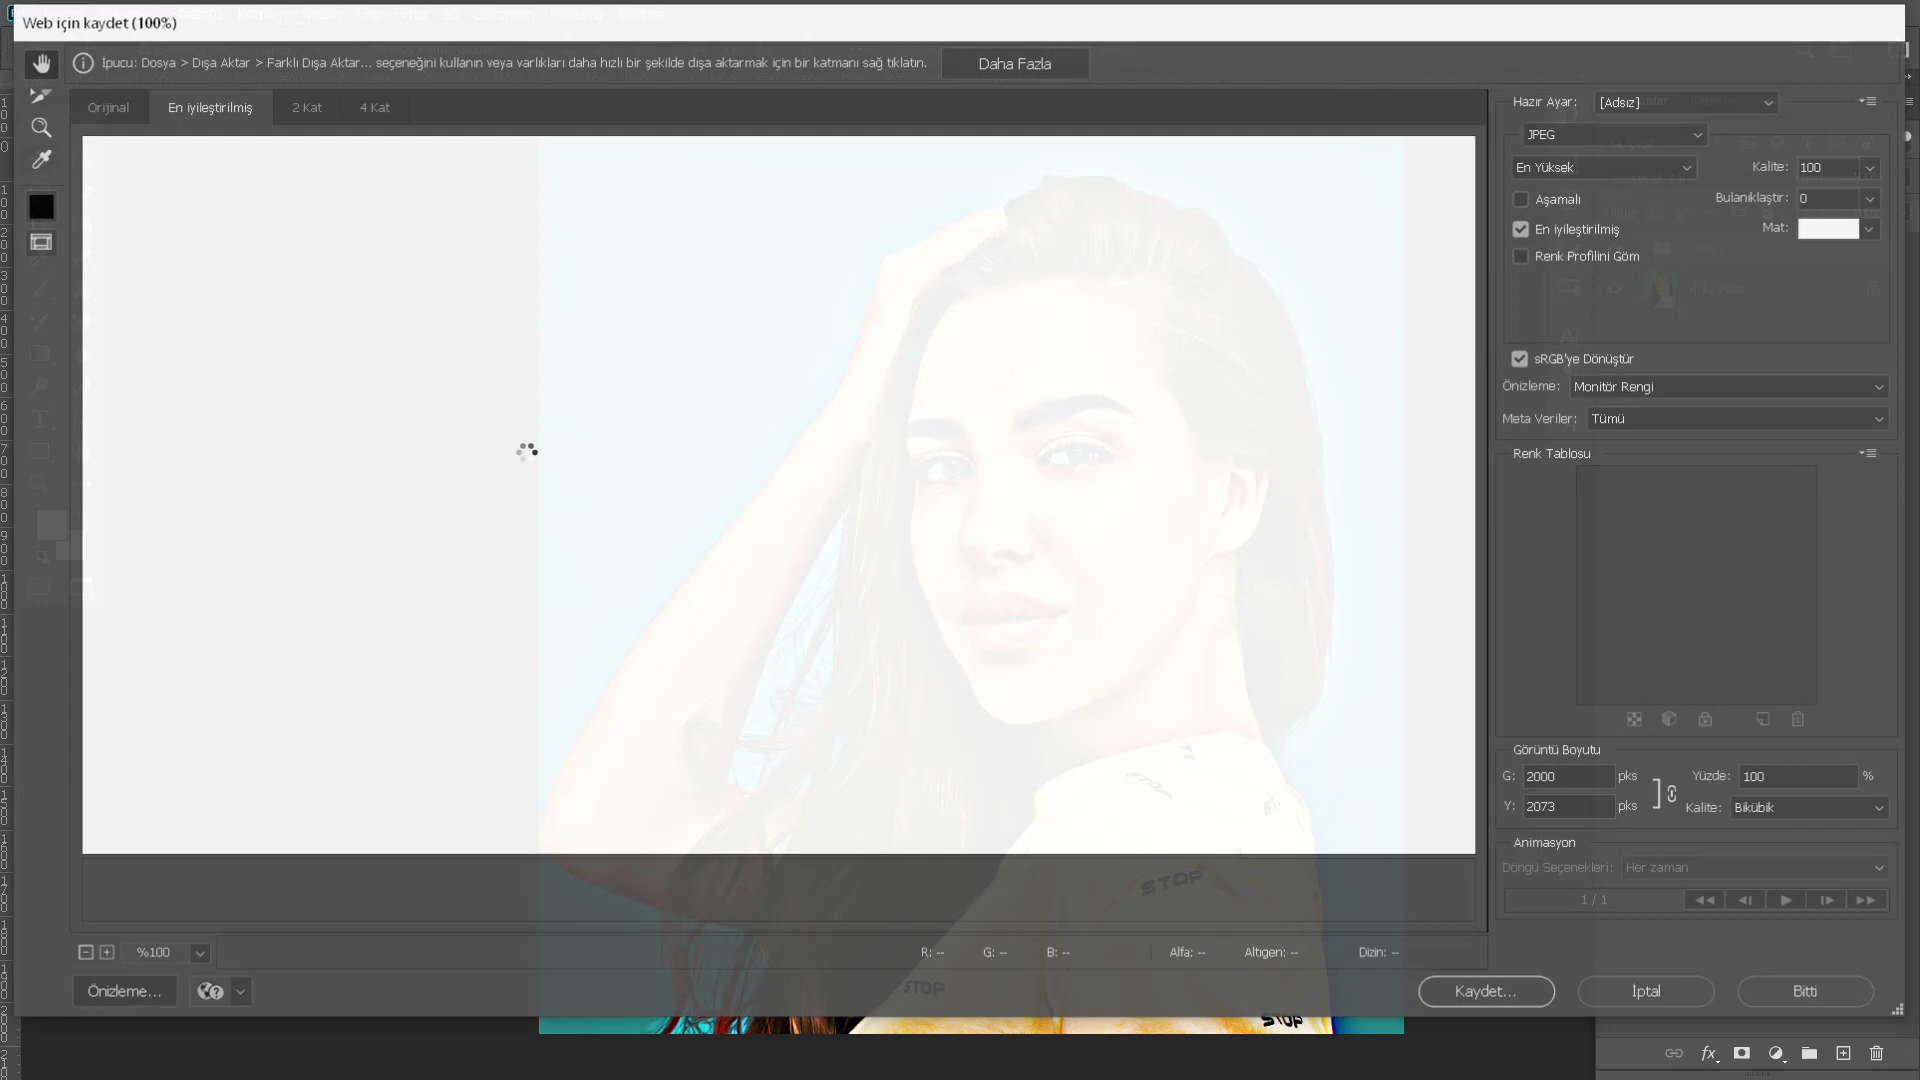 Web için kaydet (100%)
İpucu: Dosya > Dışa Aktar > Farklı Dışa Aktar... seçeneğini kullanın veya varlıkları daha hızlı bir şekilde dışa aktarmak için bir katmanı sağ tıklatın.
Daha Fazla
Orijinal
En iyileştirilmiş
2 Kat
4 Kat
Hazır Ayar: [Adsız]
JPEG
En Yüksek
Kalite: 100
Aşamalı
Bulanıklaştır: 0
En iyileştirilmiş
Mat:
Renk Profilini Göm
sRGB'ye Dönüştür
Önizleme: Monitör Rengi
Meta Veriler: Tümü
Renk Tablosu
Görüntü Boyutu
G: 2000 pks
Yüzde: 100 %
Y: 2073 pks
Kalite: Bikübik
Animasyon
Döngü Seçenekleri: Her zaman
1 / 1
STOP
%100
R: --
G: --
B: --
Alfa: --
Altıgen: --
Dizin: --
STOP
Önizleme...
Kaydet...
İptal
Bitti
STOP
fx